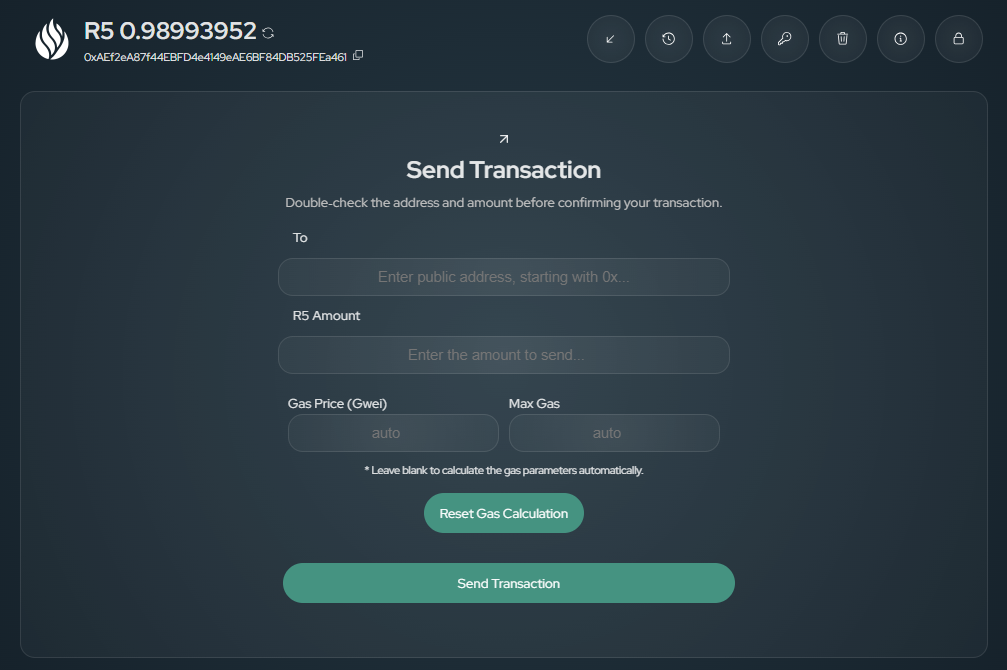 R5 0.98993952
0xAEf2eA87f44EBFD4e4149eAE6BF84DB525FEa461
Send Transaction
Double-check the address and amount before confirming your transaction.
To
Enter public address, starting with 0x...
R5 Amount
Enter the amount to send...
Gas Price (Gwei) Max Gas
auto auto
* Leave blank to calculate the gas parameters automatically.
Reset Gas Calculation
Send Transaction